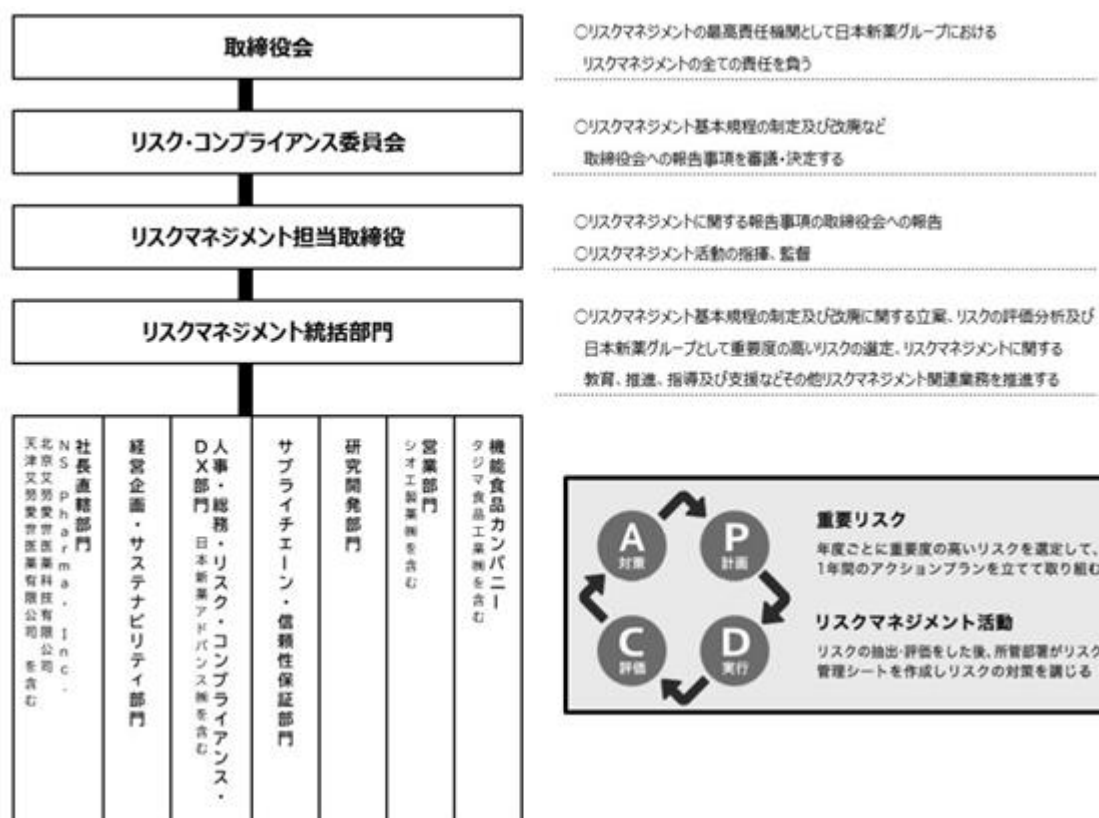 取締役会
○リスクマネジメントの最高責任機関として日本新薬グループにおける
リスクマネジメントの全ての責任を負う
リスク・コンプライアンス委員会
○リスクマネジメント基本規程の制定及び改廃など
取締役会への報告事項を審議・決定する
リスクマネジメント担当取締役
○リスクマネジメントに関する報告事項の取締役会への報告
○リスクマネジメント活動の指揮、監督
リスクマネジメント統括部門
○リスクマネジメント基本規程の制定及び改廃に関する立案、リスクの評価分析及び
日本新薬グループとして重要度の高いリスクの選定、リスクマネジメントに関する
教育、推進、指導及び支援などその他リスクマネジメント関連業務を推進する
社長直轄部門
NS Pharma, Inc.
北京艾努愛世医薬科技有限公司
天津艾努愛世医薬有限公司 を含む
経営企画・サステナビリティ部門
人事・総務・リスク・コンプライアンス・
DX部門 日本新薬アドバンス㈱を含む
サプライチェーン・信頼性保証部門
研究開発部門
営業部門
シオエ製薬㈱を含む
機能食品カンパニー
タジマ食品工業㈱を含む
A
対策
P
計画
C
評価
D
実行
重要リスク
年度ごとに重要度の高いリスクを選定して、
1年間のアクションプランを立てて取り組む
リスクマネジメント活動
リスクの抽出・評価をした後、所管部署がリスク
管理シートを作成しリスクの対策を講じる